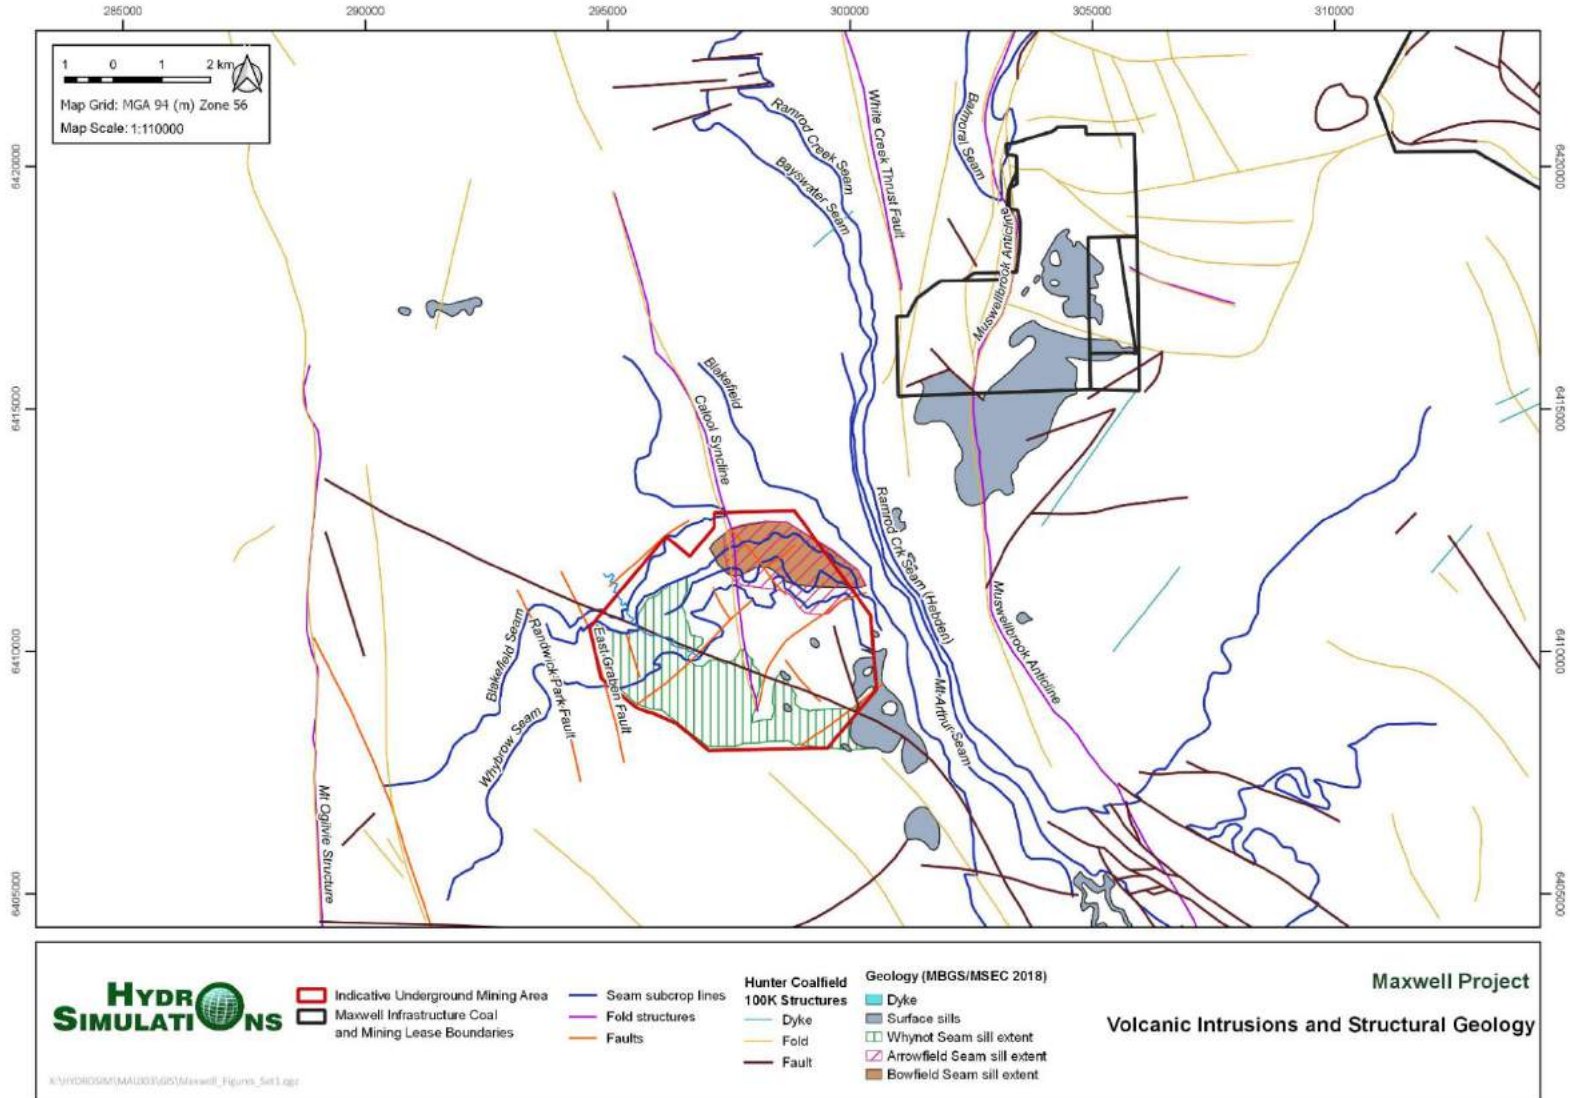 285000
290000
295000
300000
305000
310000
1 0 1 2 km
Map Grid: MGA 94 (m) Zone 56
Map Scale: 1:110000
6420000
6420000
6415000
6415000
6410000
6410000
6405000
6405000
Ramrod Creek Seam
Bayswater Seam
White Creek Thrust Fault
Balmoral Seam
Muswellbrook Anticline
Blakefield
Calool Syncline
Ramrod Crk Seam (Hebden)
Muswellbrook Anticline
Mt Arthur Seam
Blakefield Seam
Randwick Park Fault
East Graben Fault
Whybrow Seam
Mt Ogilvie Structure
HYDRO
SIMULATIONS
Indicative Underground Mining Area
Maxwell Infrastructure Coal
and Mining Lease Boundaries
Seam subcrop lines
Fold structures
Faults
Hunter Coalfield
100K Structures
Dyke
Fold
Fault
Geology (MBGS/MSEC 2018)
Dyke
Surface sills
Whynot Seam sill extent
Arrowfield Seam sill extent
Bowfield Seam sill extent
Maxwell Project
Volcanic Intrusions and Structural Geology